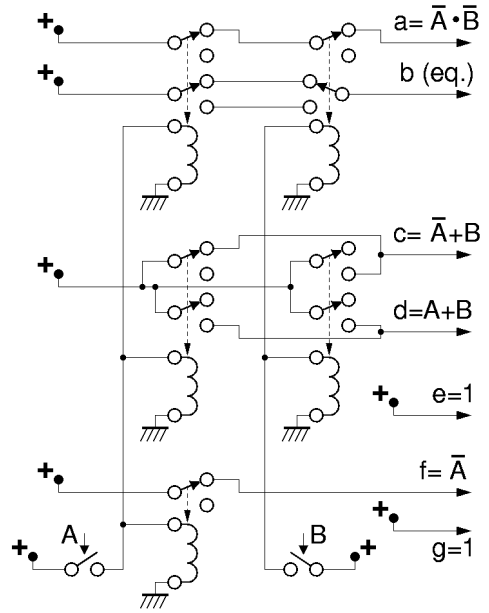 + a= A̅•B̅
+ b (eq.)
c= A̅+B
+
d=A+B
+ e=1
+ f= A̅
+
A B g=1
+ +